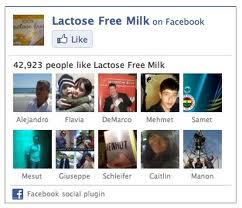 Lactose Free Milk on Facebook
Like
42,923 people like Lactose Free Milk
Alejandro Flavia DeMarco Mehmet Samet
Mesut Giuseppe Schleifer Caitlin Manon
Facebook social plugin